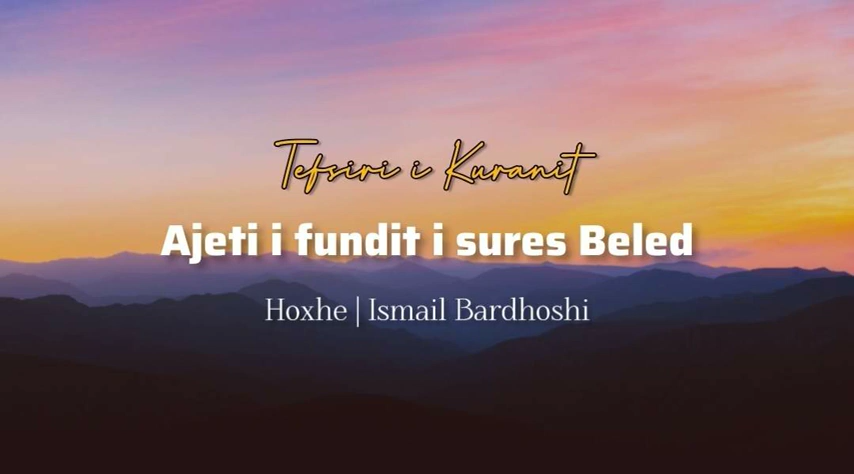 Tefsiri i Kuranit
Ajeti i fundit i sures Beled
Hoxhe | Ismail Bardhoshi